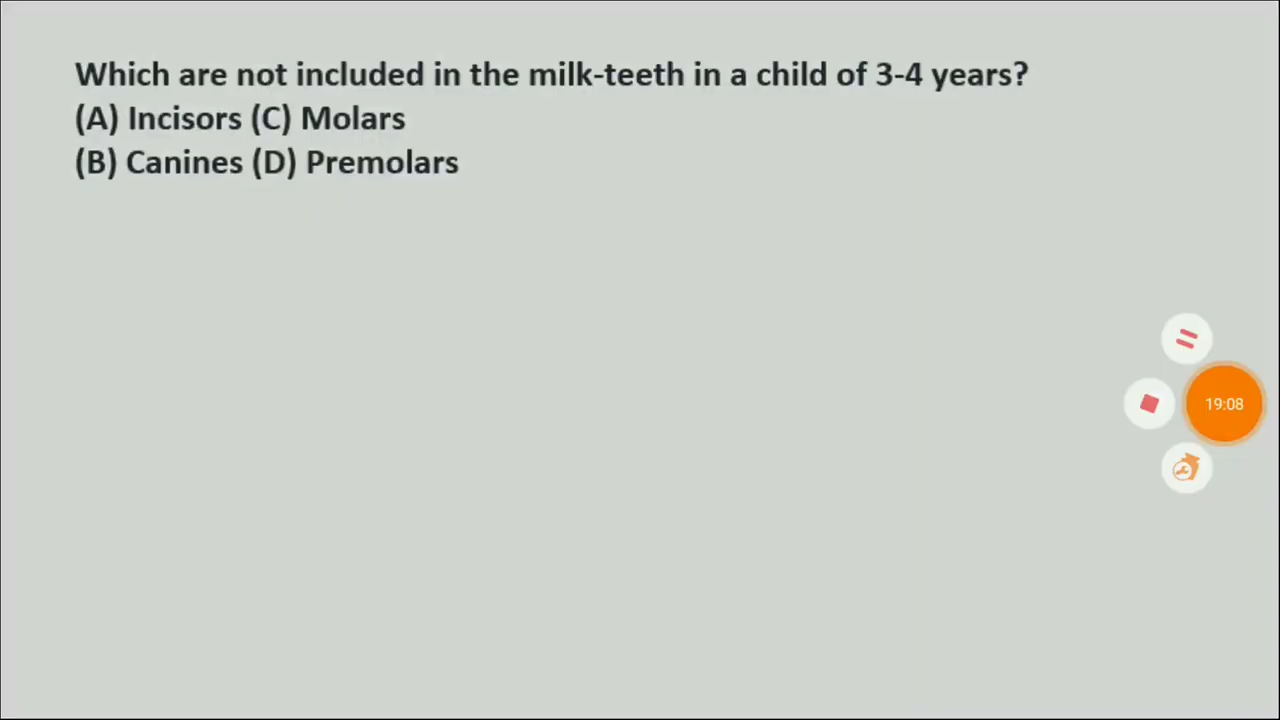 Which are not included in the milk-teeth in a child of 3-4 years?
(A) Incisors (C) Molars
(B) Canines (D) Premolars
19:08